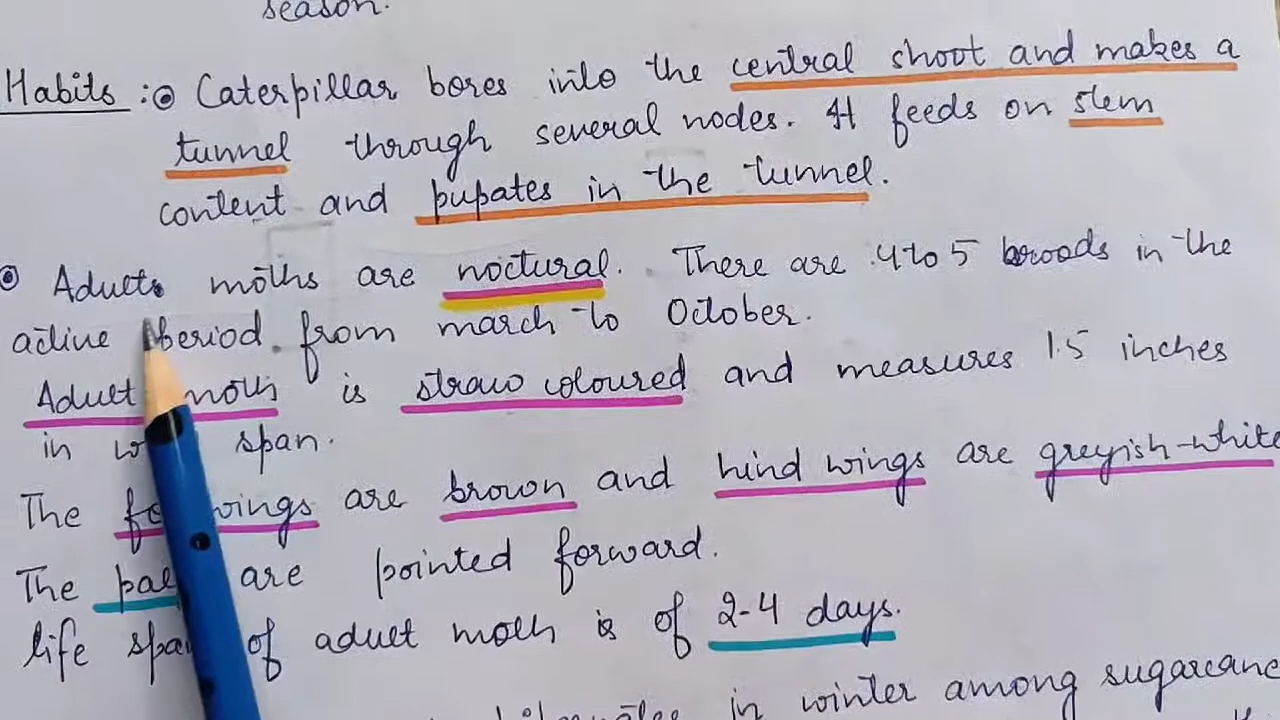 season.
Habits :⊙ Caterpillar bores into the central shoot and makes a
tunnel through several nodes. It feeds on stem
content and pupates in the tunnel.
⊙ Adults moths are noctural. There are 4 to 5 broods in the
active period from march to October.
Adult moth is straw coloured and measures 1.5 inches
in span.
The wings are brown and hind wings are greyish-white
The are pointed forward.
life span of adult moth is of 2-4 days.
in winter among sugarcane